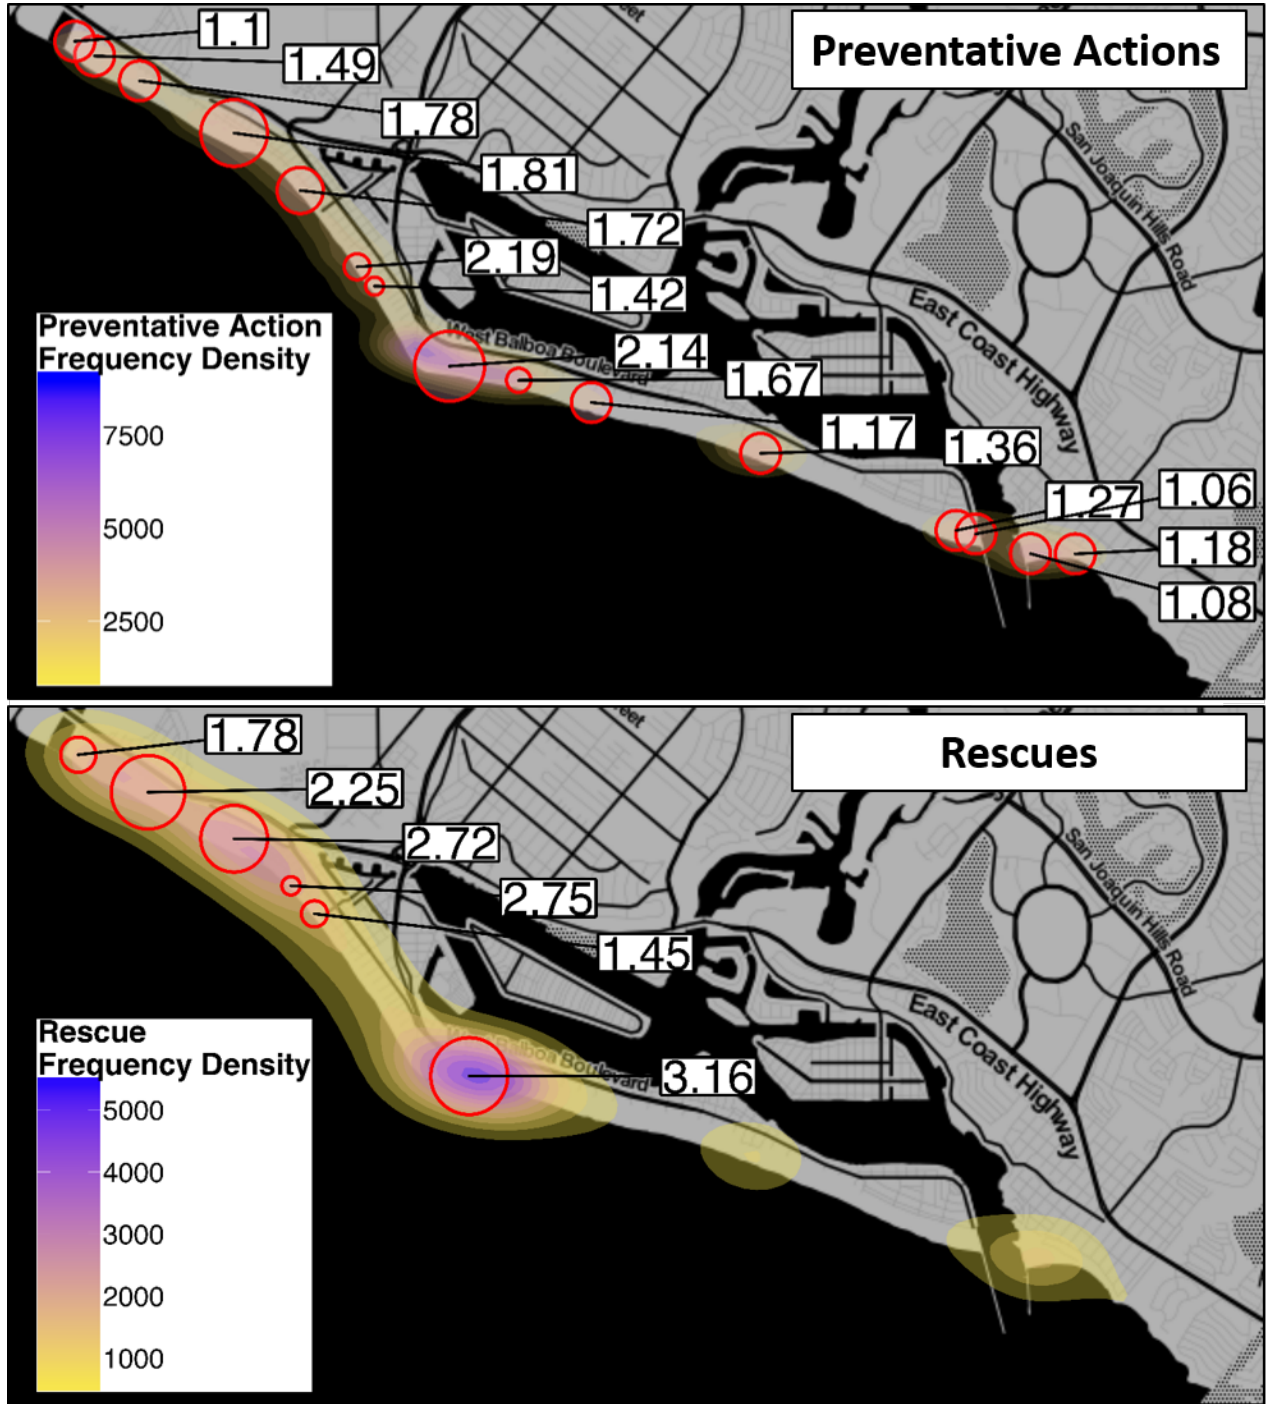 Preventative Actions
1.1
1.49
1.78
1.81
1.72
2.19
1.42
2.14
1.67
1.17
1.36
1.27
1.06
1.18
1.08
San Joaquin Hills Road
East Coast Highway
West Balboa Boulevard
Preventative Action
Frequency Density
7500
5000
2500
Rescues
1.78
2.25
2.72
2.75
1.45
3.16
San Joaquin Hills Road
East Coast Highway
Balboa Boulevard
Rescue
Frequency Density
5000
4000
3000
2000
1000